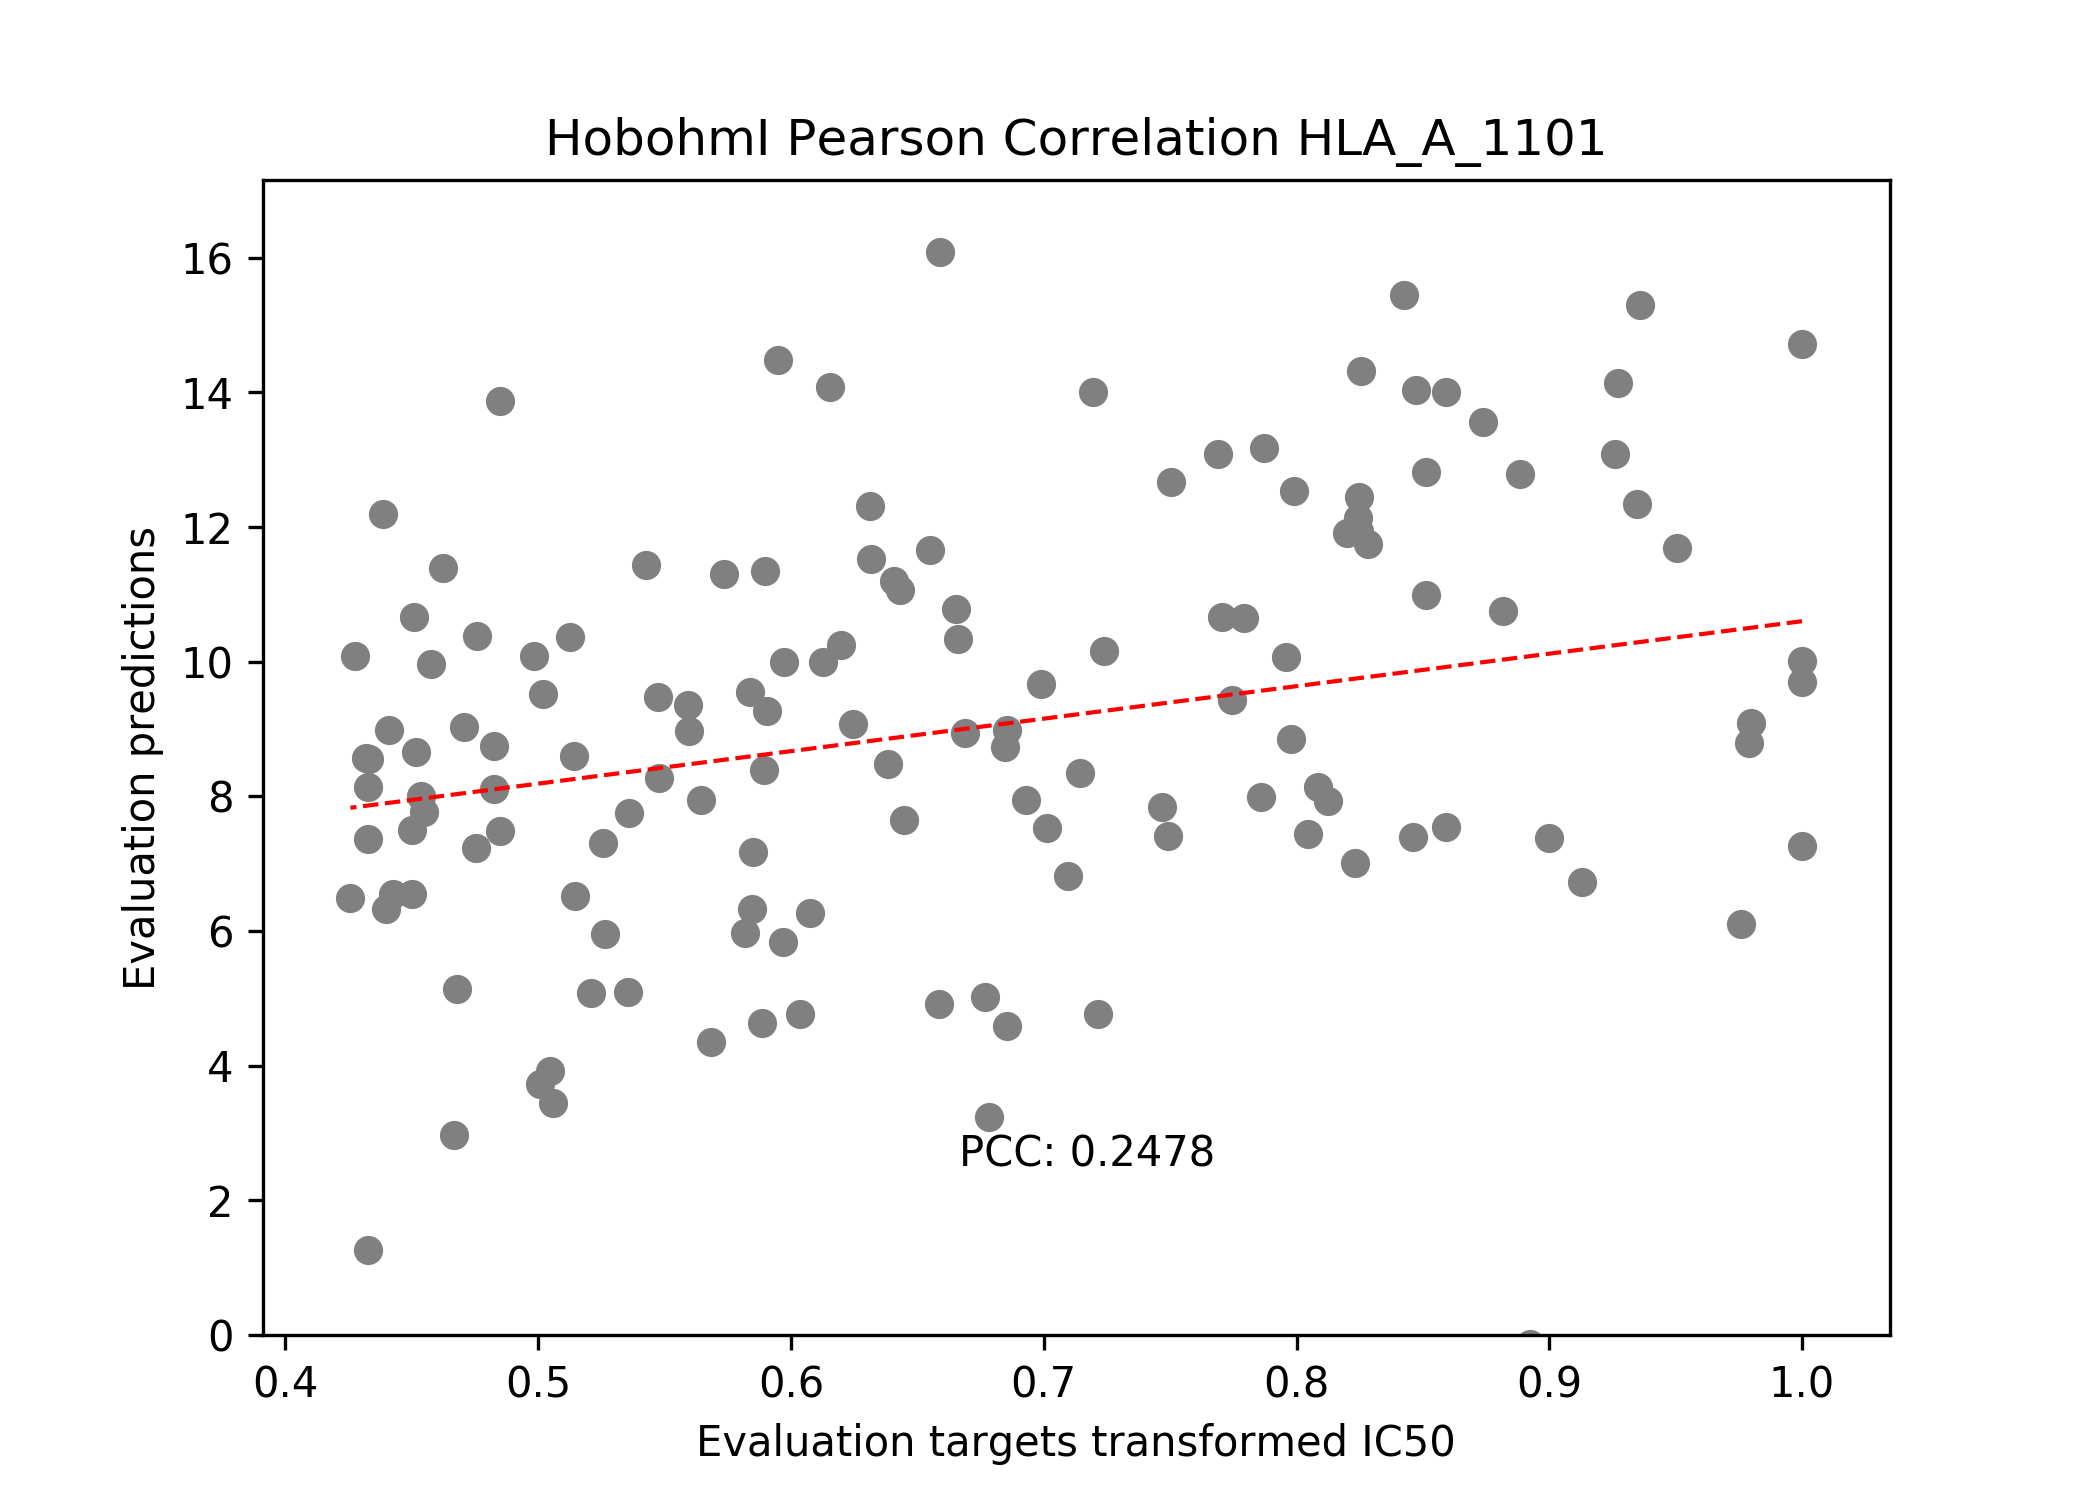 HobohmI Pearson Correlation HLA_A_1101
16
14
12
10
8
6
4
2
0
Evaluation predictions
PCC: 0.2478
0.4 0.5 0.6 0.7 0.8 0.9 1.0
Evaluation targets transformed IC50